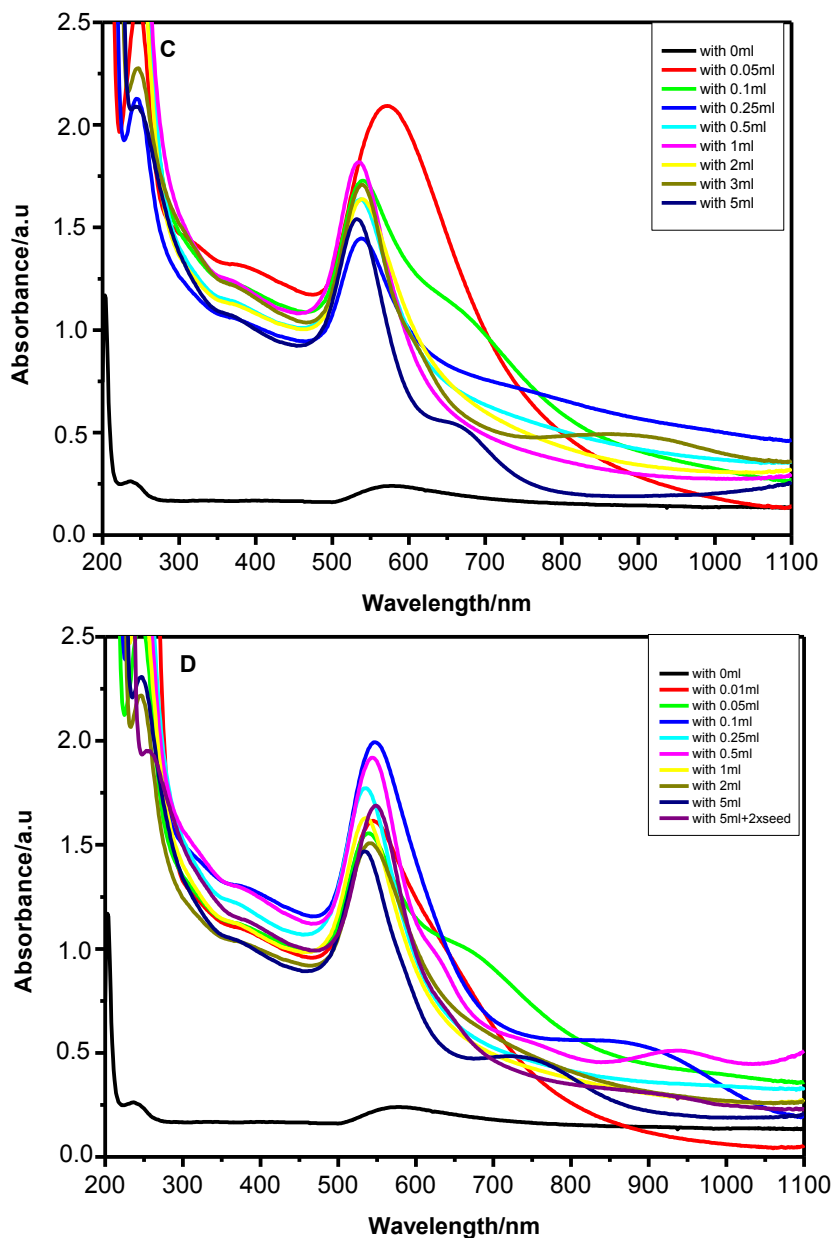 C
with 0ml
with 0.05ml
with 0.1ml
with 0.25ml
with 0.5ml
with 1ml
with 2ml
with 3ml
with 5ml
2.5
2.0
1.5
1.0
0.5
0.0
Absorbance/a.u
200 300 400 500 600 700 800 900 1000 1100
Wavelength/nm
D
with 0ml
with 0.01ml
with 0.05ml
with 0.1ml
with 0.25ml
with 0.5ml
with 1ml
with 2ml
with 5ml
with 5ml+2xseed
2.5
2.0
1.5
1.0
0.5
0.0
Absorbance/a.u
200 300 400 500 600 700 800 900 1000 1100
Wavelength/nm